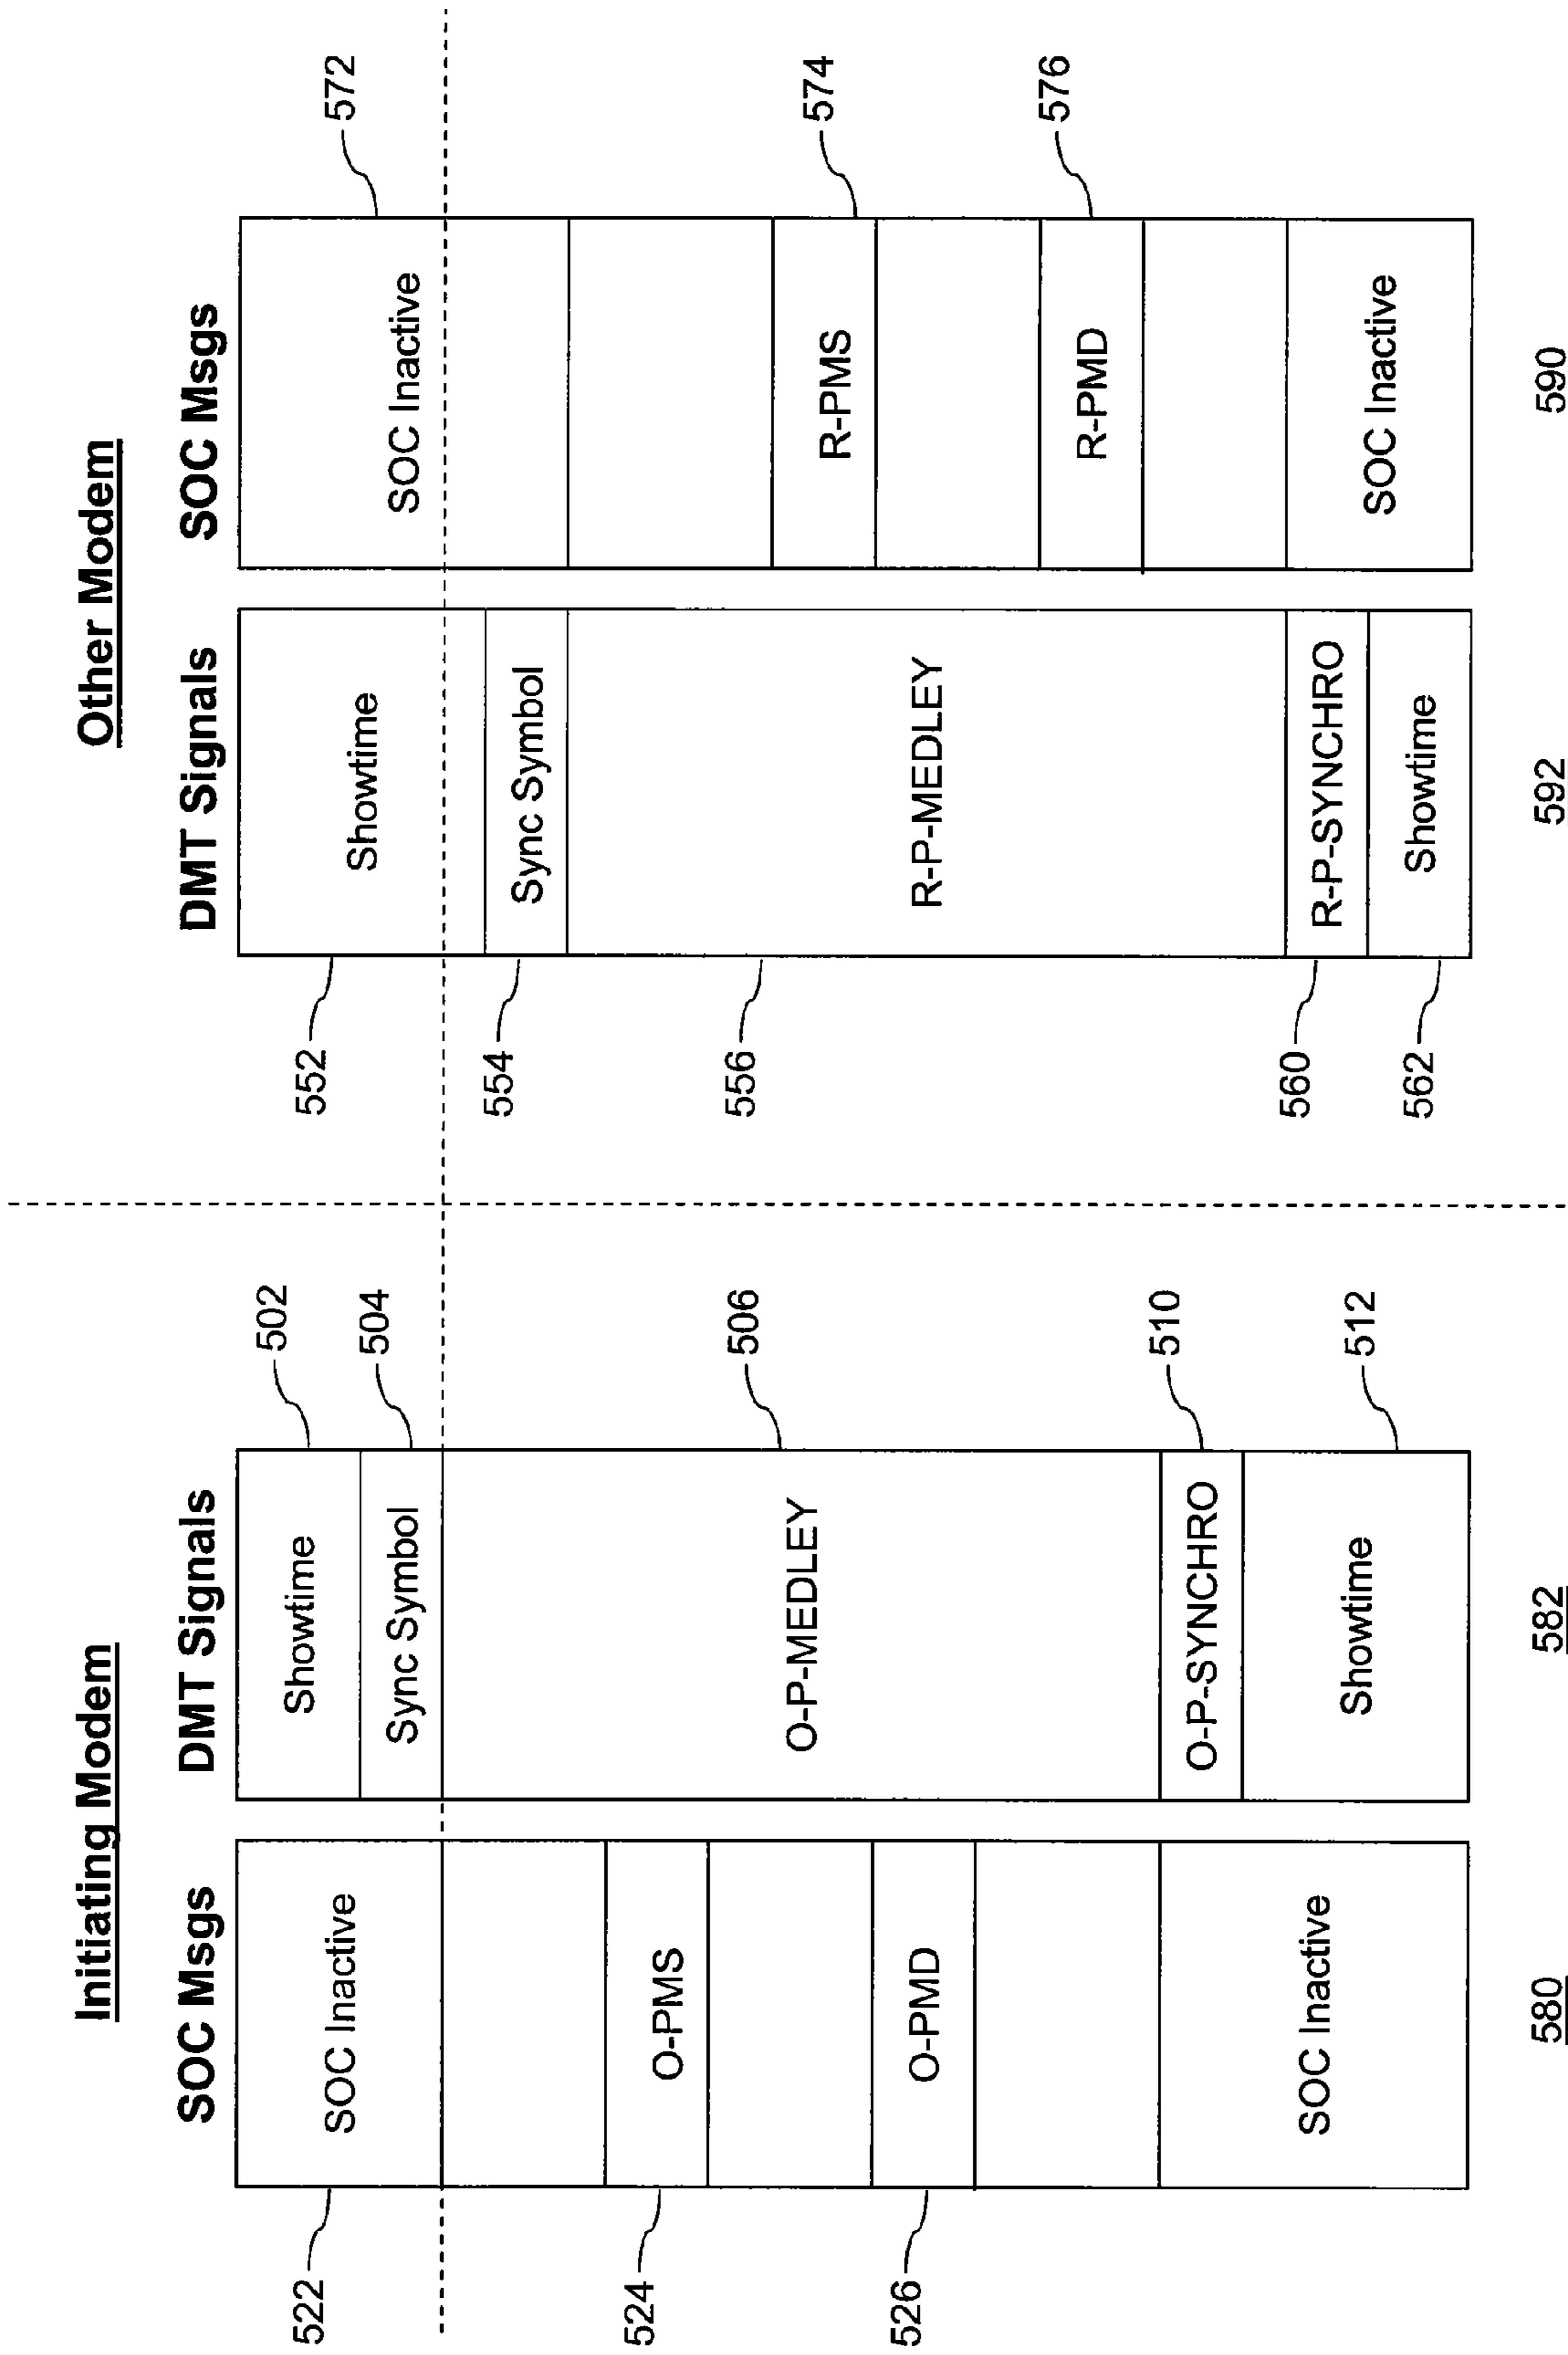 Initiating Modem
Other Modem
SOC Msgs
DMT Signals
DMT Signals
SOC Msgs
522
SOC Inactive
524
O-PMS
526
O-PMD
SOC Inactive
580
Showtime
502
Sync Symbol
504
O-P-MEDLEY
506
O-P-SYNCHRO
510
Showtime
512
582
552
Showtime
554
Sync Symbol
556
R-P-MEDLEY
560
R-P-SYNCHRO
562
Showtime
592
SOC Inactive
572
R-PMS
574
R-PMD
576
SOC Inactive
590